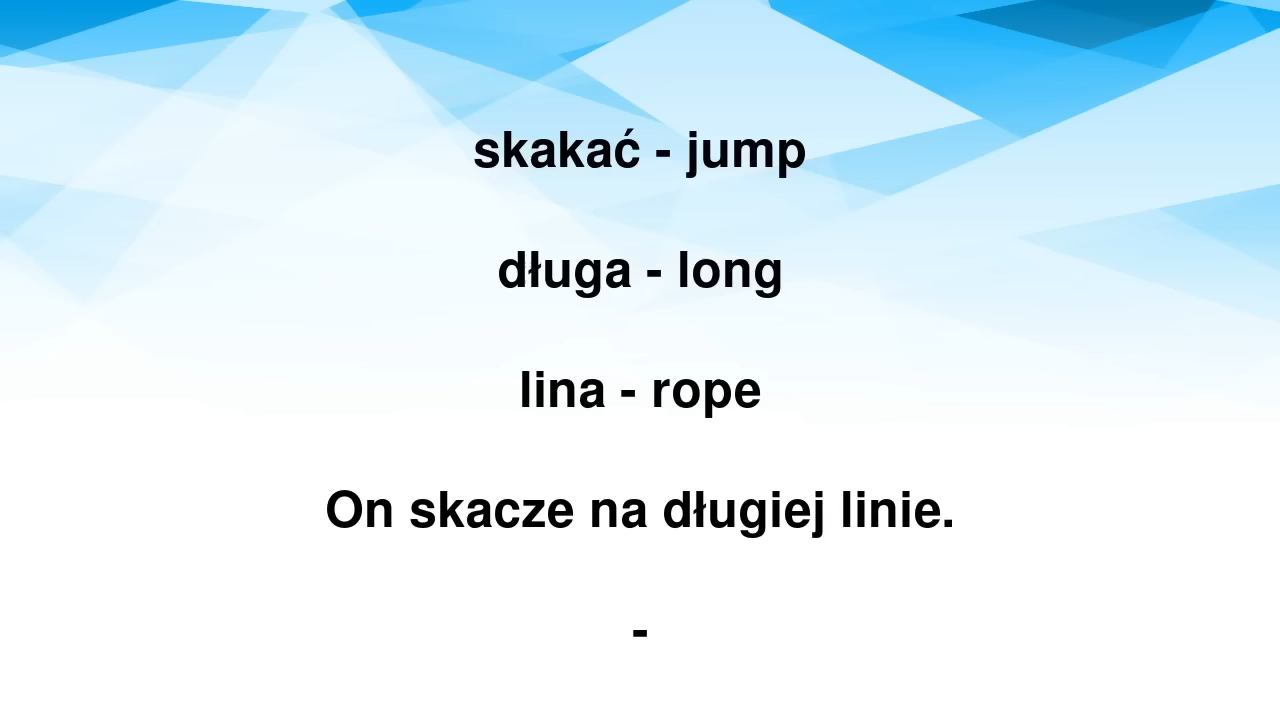 skakać - jump
długa - long
lina - rope
On skacze na długiej linie.
-